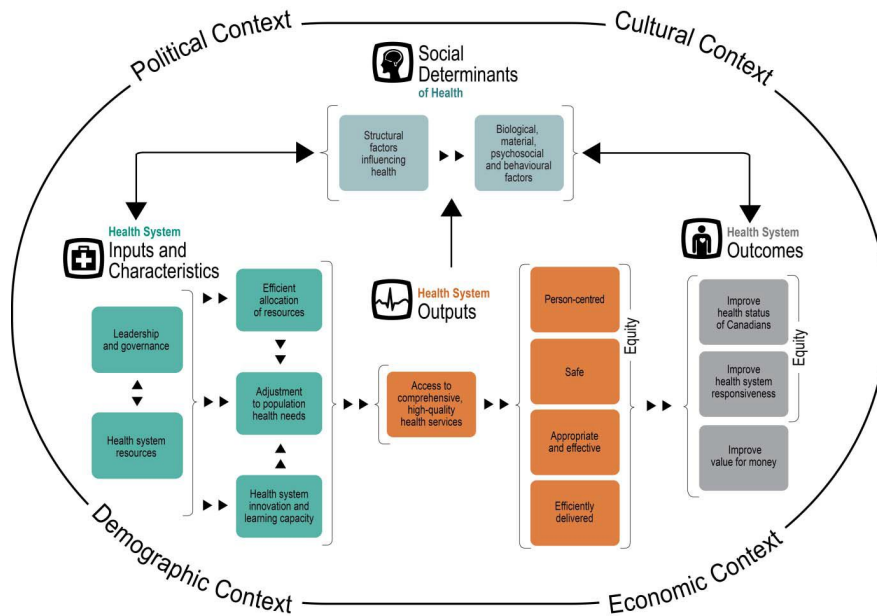 Political Context
Cultural Context
Social
Determinants
of Health
Structural
factors
influencing
health
Biological,
material,
psychosocial
and behavioural
factors
Health System
Inputs and
Characteristics
Leadership
and governance
Health system
resources
Efficient
allocation
of resources
Adjustment
to population
health needs
Health system
innovation and
learning capacity
Health System
Outputs
Access to
comprehensive,
high-quality
health services
Person-centred
Safe
Appropriate
and effective
Efficiently
delivered
Equity
Health System
Outcomes
Improve
health status
of Canadians
Improve
health system
responsiveness
Improve
value for money
Equity
Demographic Context
Economic Context